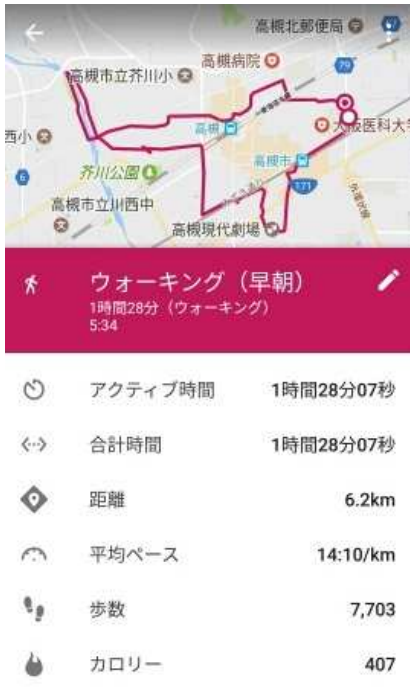 高槻北郵便局
高槻病院
79
高槻市立芥川小
高槻
大阪医科大学
西小
芥川公園
高槻市
6
171
高槻市立川西中
高槻現代劇場
ウォーキング（早朝）
1時間28分（ウォーキング）
5:34
アクティブ時間
1時間28分07秒
合計時間
1時間28分07秒
距離
6.2km
平均ペース
14:10/km
歩数
7,703
カロリー
407